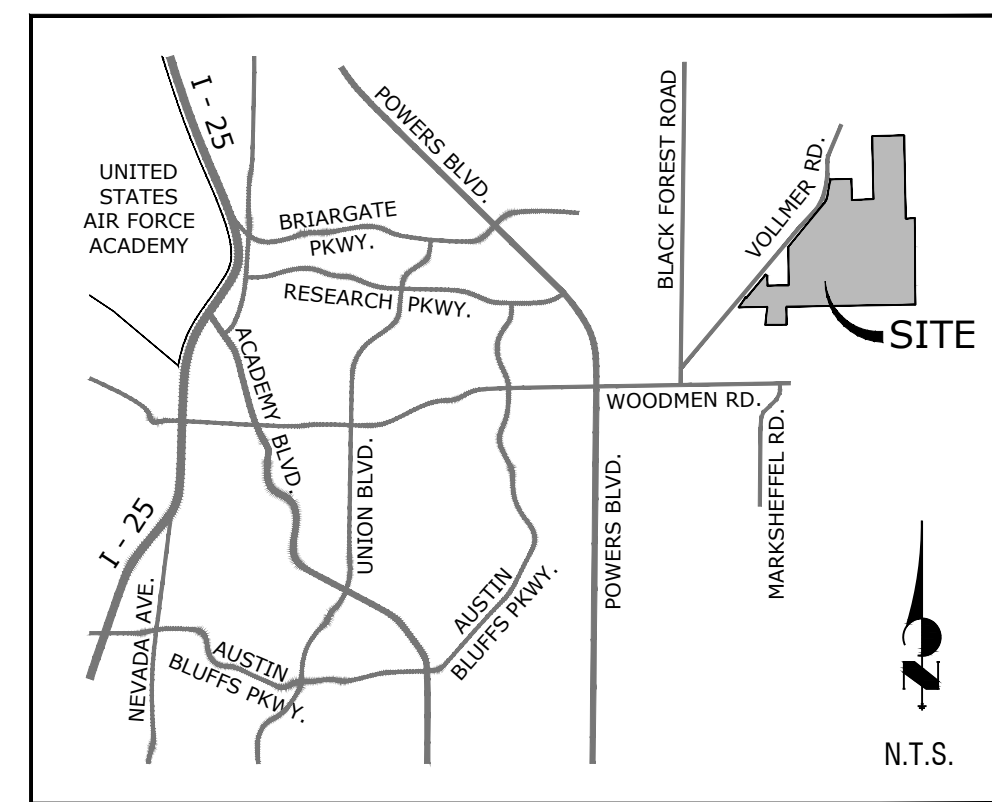 I - 25
UNITED
STATES
AIR FORCE
ACADEMY
POWERS BLVD.
BLACK FOREST ROAD
VOLLMER RD.
BRIARGATE
PKWY.
RESEARCH PKWY.
SITE
ACADEMY BLVD.
WOODMEN RD.
UNION BLVD.
POWERS BLVD.
MARKSHEFFEL RD.
I - 25
NEVADA AVE.
AUSTIN
BLUFFS PKWY.
AUSTIN
BLUFFS PKWY.
N
N.T.S.